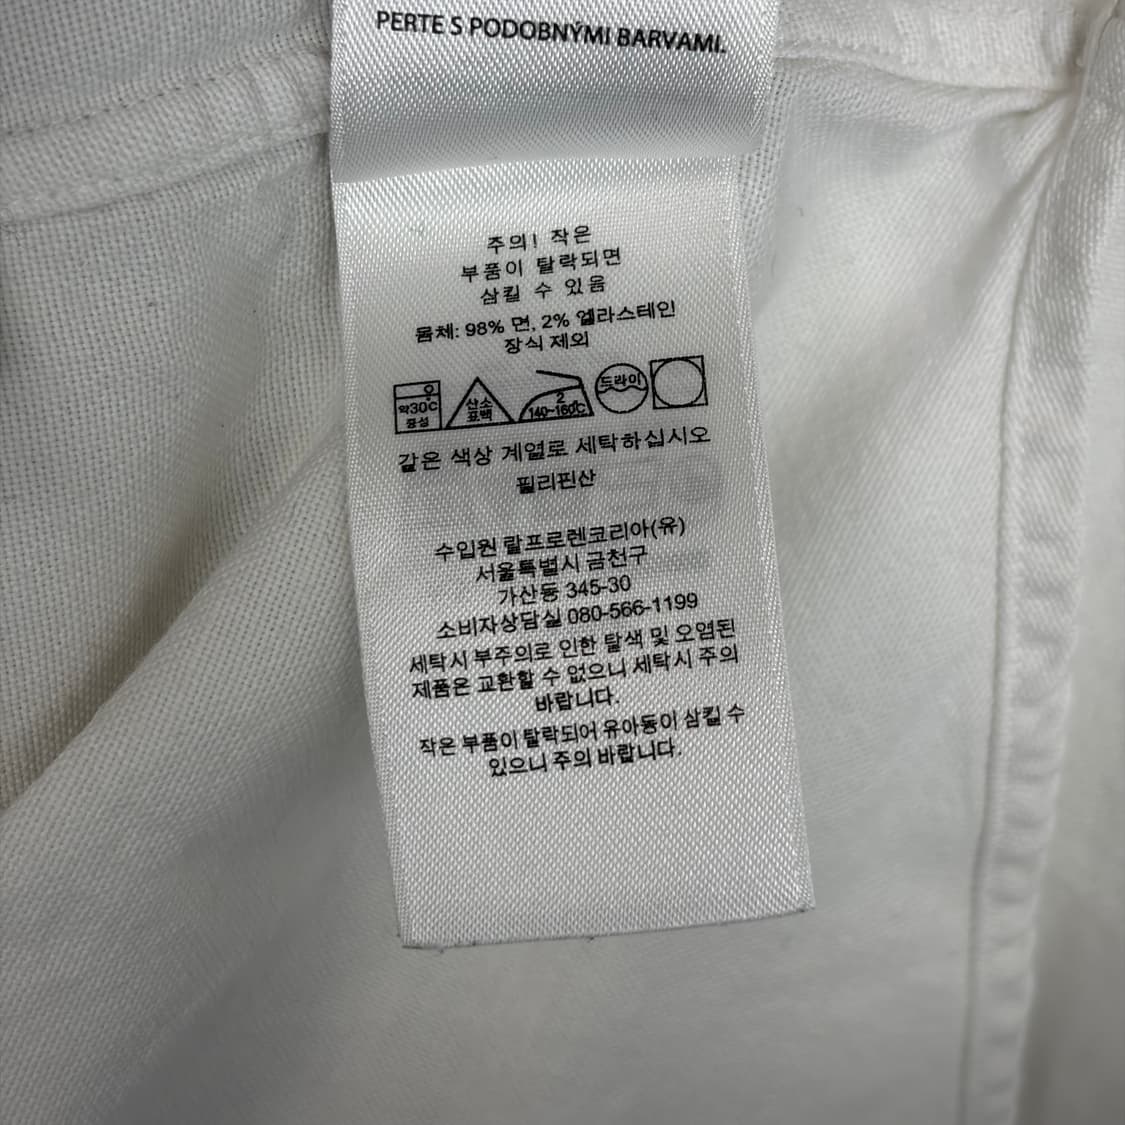 PERTE S PODOBNÝMI BARVAMI.
주의! 작은
부품이 탈락되면
삼킬 수 있음
몸체: 98% 면, 2% 엘라스테인
장식 제외
약30℃
중성
산소
표백
2
140~160℃
드라이
같은 색상 계열로 세탁하십시오
필리핀산
수입원 랄프로렌코리아(유)
서울특별시 금천구
가산동 345-30
소비자상담실 080-566-1199
세탁시 부주의로 인한 탈색 및 오염된
제품은 교환할 수 없으니 세탁시 주의
바랍니다.
작은 부품이 탈락되어 유아동이 삼킬 수
있으니 주의 바랍니다.